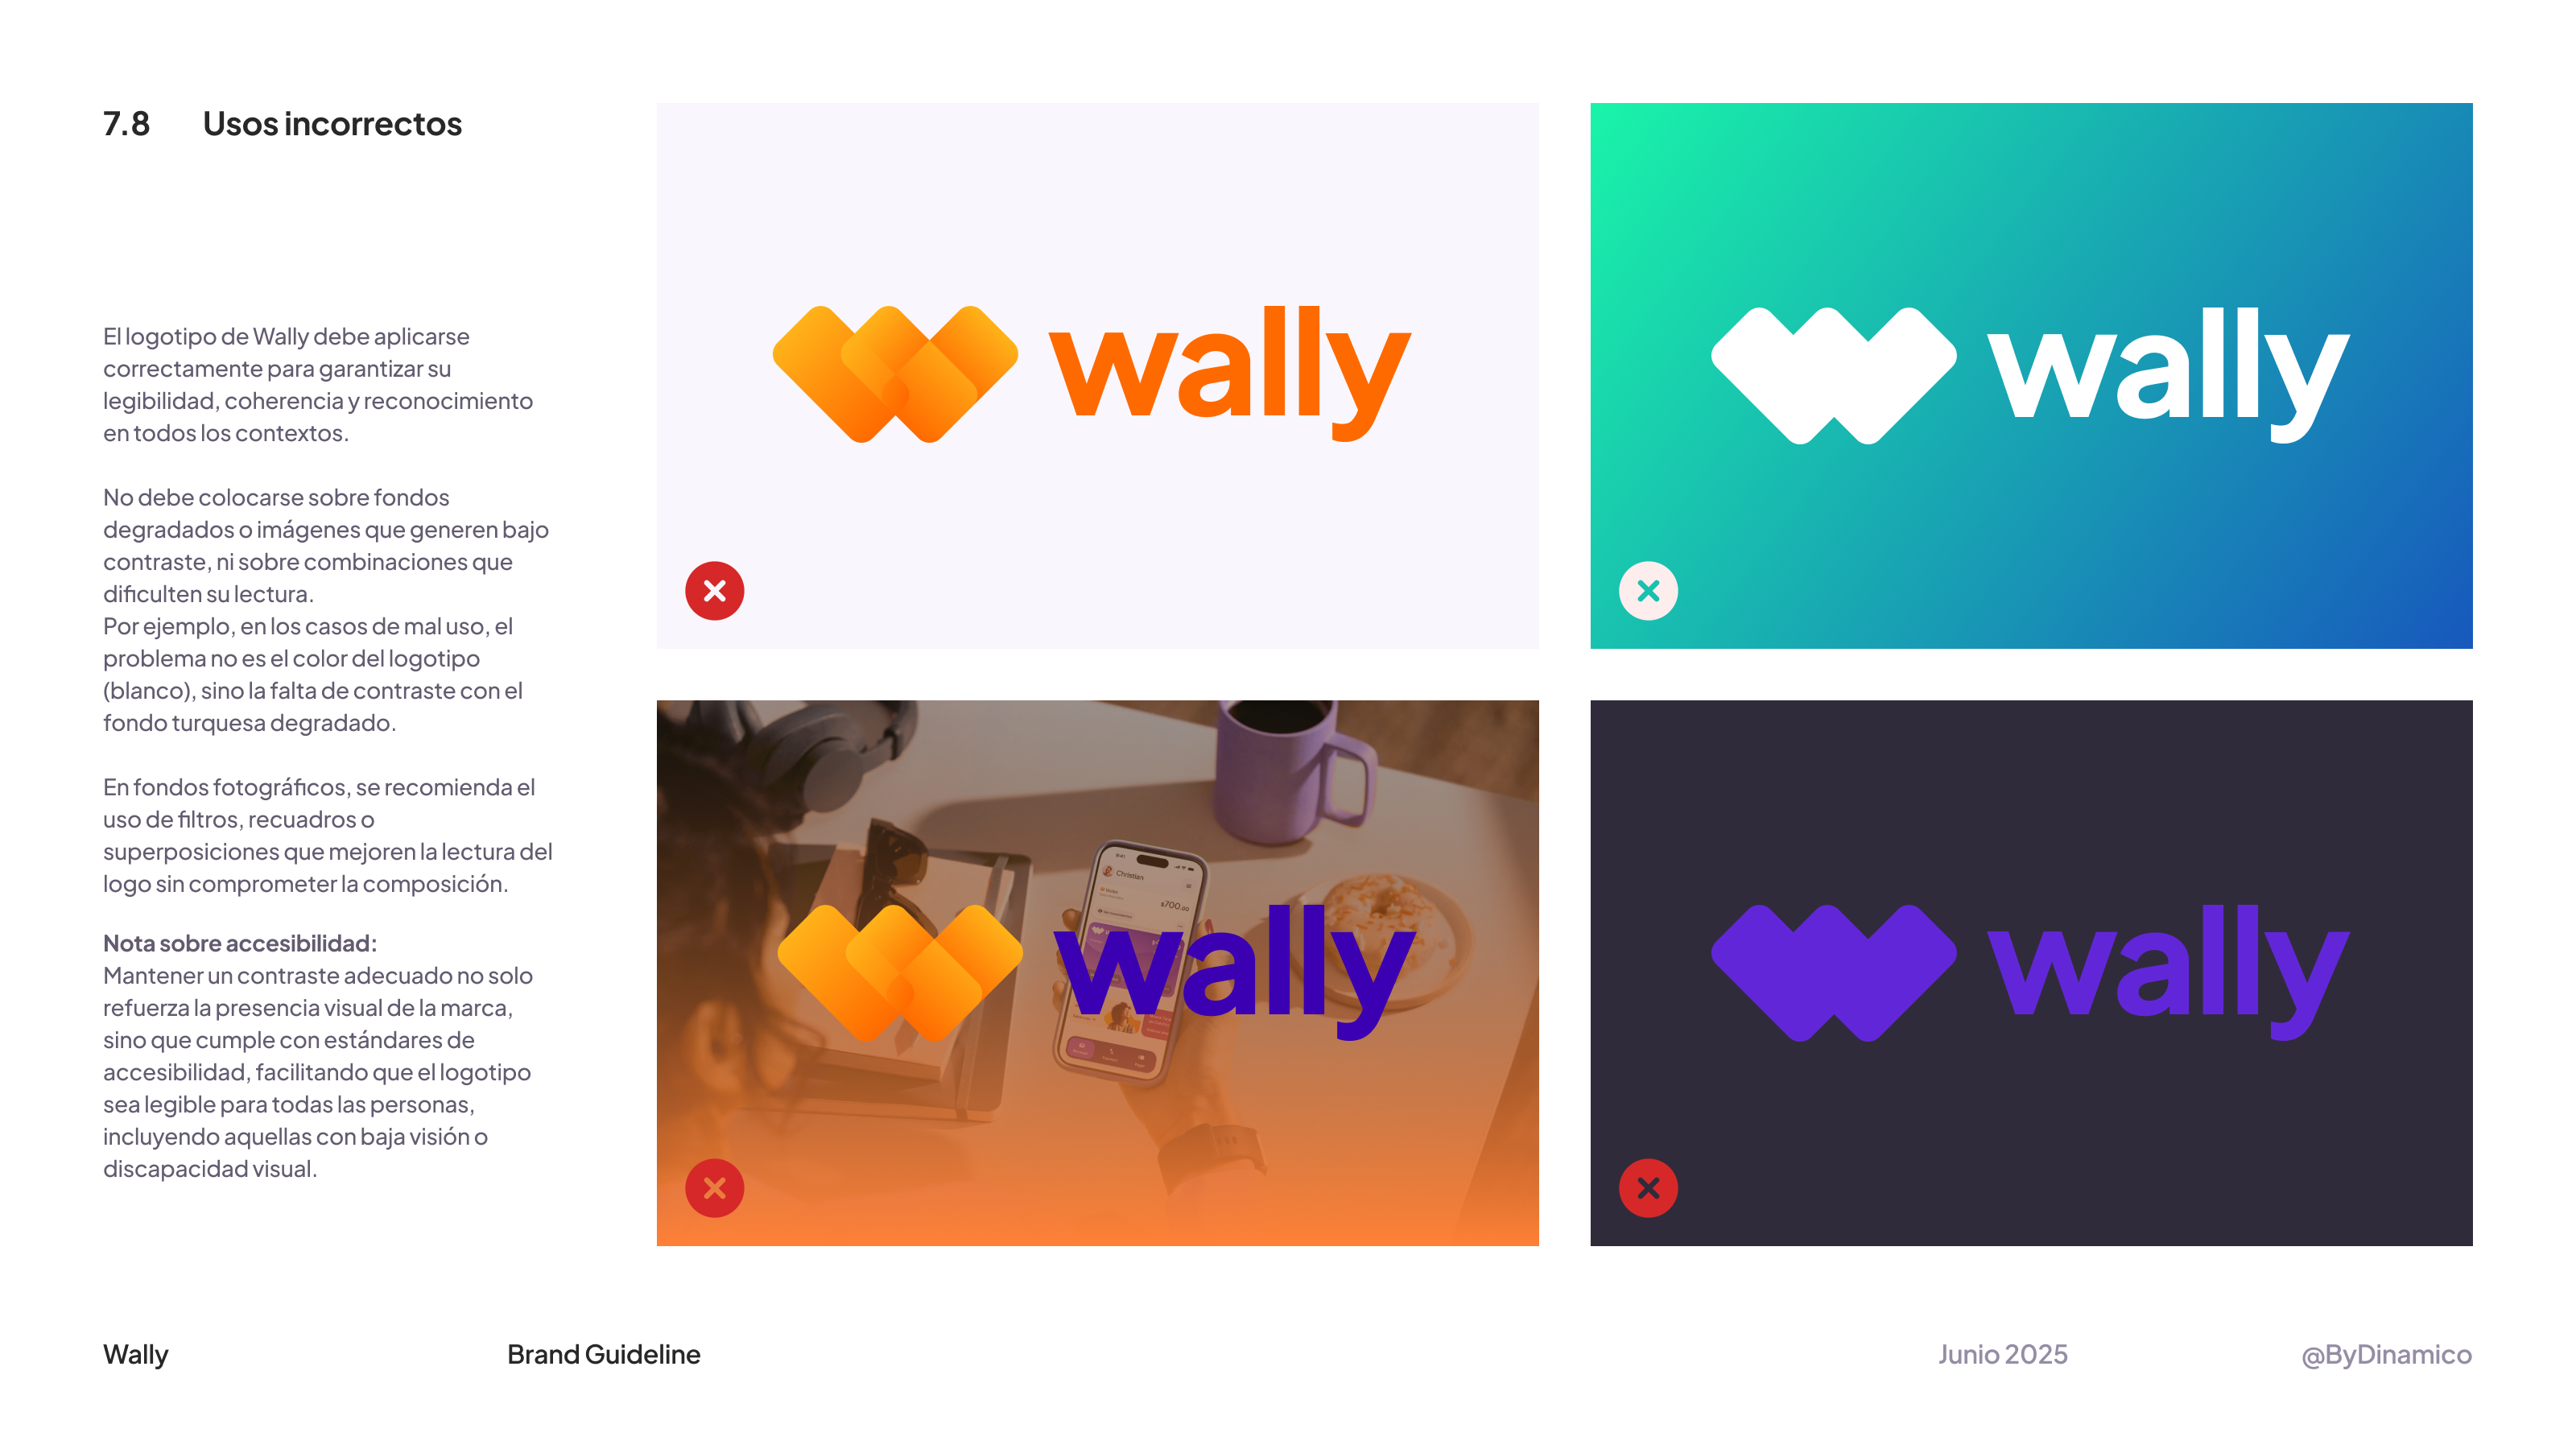 7.8 Usos incorrectos
El logotipo de Wally debe aplicarse
correctamente para garantizar su
legibilidad, coherencia y reconocimiento
en todos los contextos.
No debe colocarse sobre fondos
degradados o imágenes que generen bajo
contraste, ni sobre combinaciones que
dificulten su lectura.
Por ejemplo, en los casos de mal uso, el
problema no es el color del logotipo
(blanco), sino la falta de contraste con el
fondo turquesa degradado.
En fondos fotográficos, se recomienda el
uso de filtros, recuadros o
superposiciones que mejoren la lectura del
logo sin comprometer la composición.
Nota sobre accesibilidad:
Mantener un contraste adecuado no solo
refuerza la presencia visual de la marca,
sino que cumple con estándares de
accesibilidad, facilitando que el logotipo
sea legible para todas las personas,
incluyendo aquellas con baja visión o
discapacidad visual.
wally
wally
Christian
$700.00
wally
wally
Wally
Brand Guideline
Junio 2025
@ByDinamico